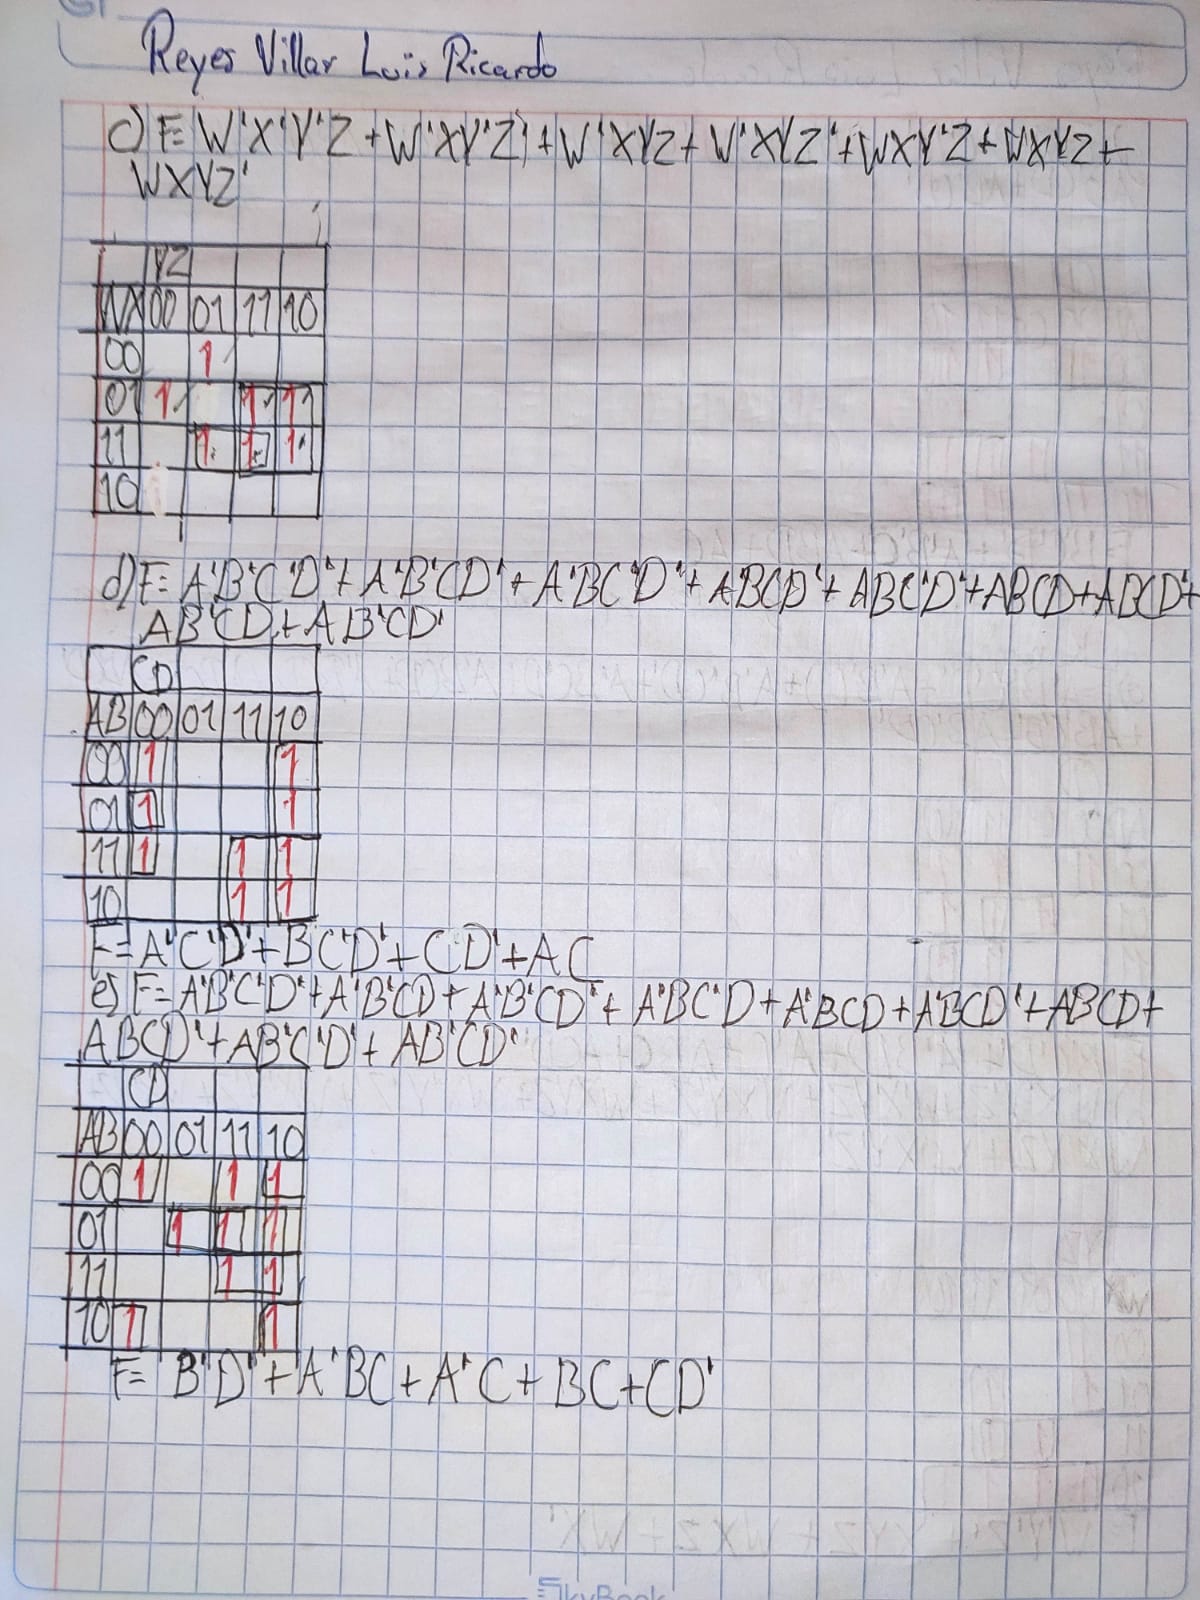 Reyes Villar Luis Ricardo
c) F= W'X'Y'Z + W'XY'Z' + W'XYZ + W'XYZ' + WXY'Z + WXYZ +
WXYZ'
YZ
WX 00 01 11 10
00 1
01 1 1 1
11 1 1 1
10
d) F= A'B'C'D' + A'B'CD' + A'BC'D' + A'BCD' + ABC'D' + ABCD + ABCD' +
AB'CD + AB'CD'
CD
AB 00 01 11 10
00 1 1
01 1 1
11 1 1 1
10 1 1
F= A'C'D' + BC'D' + CD' + AC
e) F= A'B'C'D' + A'B'CD + A'B'CD' + A'BC'D + A'BCD + A'BCD' + ABCD +
ABCD' + AB'C'D' + AB'CD'
CD
AB 00 01 11 10
00 1 1 1
01 1 1 1
11 1 1
10 1 1
F= B'D' + A'BC + A'C + BC + CD'
SkyBook